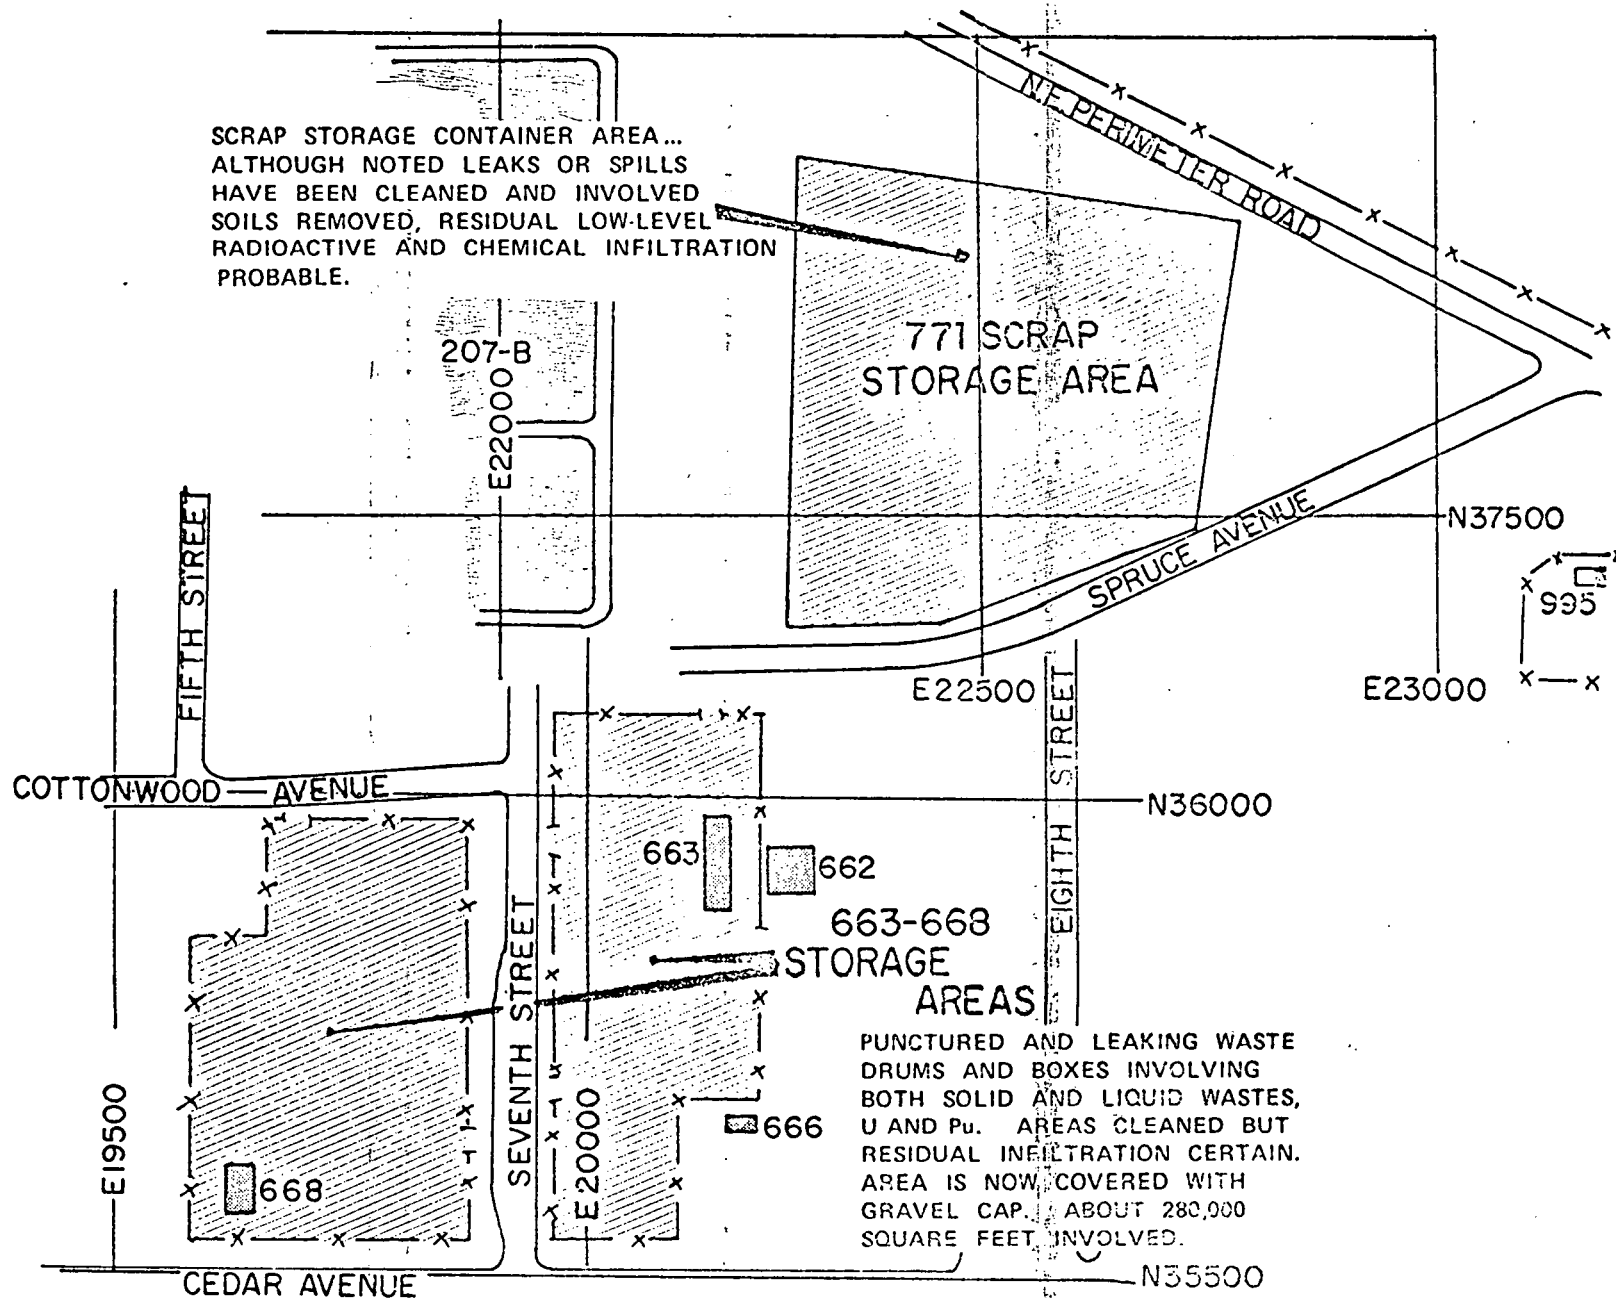 SCRAP STORAGE CONTAINER AREA...
ALTHOUGH NOTED LEAKS OR SPILLS
HAVE BEEN CLEANED AND INVOLVED
SOILS REMOVED, RESIDUAL LOW-LEVEL
RADIOACTIVE AND CHEMICAL INFILTRATION
PROBABLE.
N.E. PERIMETER ROAD
207-B
E22000
771 SCRAP
STORAGE AREA
N37500
SPRUCE AVENUE
995
FIFTH STREET
E22500
E23000
EIGHTH STREET
COTTONWOOD AVENUE
N36000
663
662
663-668
STORAGE
AREAS
PUNCTURED AND LEAKING WASTE
DRUMS AND BOXES INVOLVING
BOTH SOLID AND LIQUID WASTES,
U AND Pu. AREAS CLEANED BUT
RESIDUAL INFILTRATION CERTAIN.
AREA IS NOW COVERED WITH
GRAVEL CAP. ABOUT 280,000
SQUARE FEET INVOLVED.
SEVENTH STREET
E19500
E20000
666
668
CEDAR AVENUE
N35500